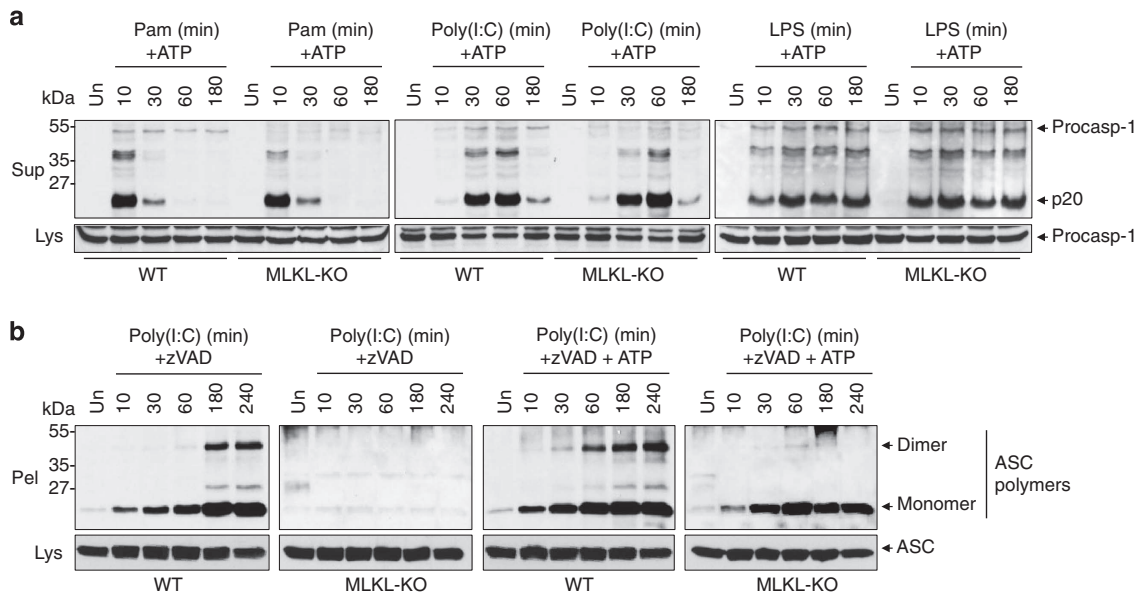 a
Pam (min) Pam (min) Poly(I:C) (min) Poly(I:C) (min) LPS (min) LPS (min)
+ATP +ATP +ATP +ATP +ATP +ATP
kDa Un 10 30 60 180 Un 10 30 60 180 Un 10 30 60 180 Un 10 30 60 180 Un 10 30 60 180 Un 10 30 60 180
55- Procasp-1
Sup 35-
27- p20
Lys Procasp-1
WT MLKL-KO WT MLKL-KO WT MLKL-KO
b
Poly(I:C) (min) Poly(I:C) (min) Poly(I:C) (min) Poly(I:C) (min)
+zVAD +zVAD +zVAD + ATP +zVAD + ATP
kDa Un 10 30 60 180 240 Un 10 30 60 180 240 Un 10 30 60 180 240 Un 10 30 60 180 240
55- Dimer
Pel 35- ASC
27- polymers
Monomer
Lys ASC
WT MLKL-KO WT MLKL-KO